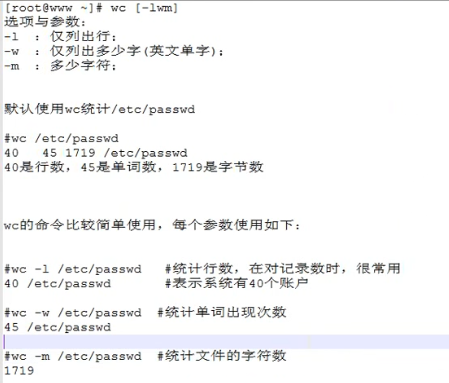 [root@www ~]# wc [-lwm]
选项与参数：
-l  : 仅列出行；
-w  : 仅列出多少字(英文单字)；
-m  : 多少字符；
默认使用wc统计/etc/passwd
#wc /etc/passwd
40   45 1719 /etc/passwd
40是行数，45是单词数，1719是字节数
wc的命令比较简单使用，每个参数使用如下：
#wc -l /etc/passwd   #统计行数，在对记录数时，很常用
40 /etc/passwd       #表示系统有40个账户
#wc -w /etc/passwd  #统计单词出现次数
45 /etc/passwd
#wc -m /etc/passwd  #统计文件的字符数
1719